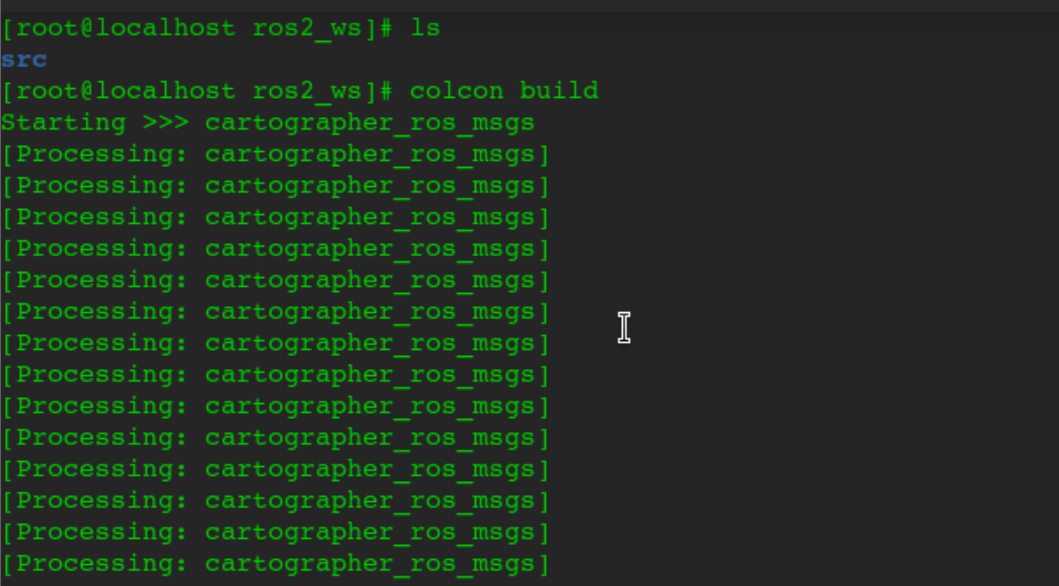 [root@localhost ros2_ws]# ls
src
[root@localhost ros2_ws]# colcon build
Starting >>> cartographer_ros_msgs
[Processing: cartographer_ros_msgs]
[Processing: cartographer_ros_msgs]
[Processing: cartographer_ros_msgs]
[Processing: cartographer_ros_msgs]
[Processing: cartographer_ros_msgs]
[Processing: cartographer_ros_msgs]
[Processing: cartographer_ros_msgs]
[Processing: cartographer_ros_msgs]
[Processing: cartographer_ros_msgs]
[Processing: cartographer_ros_msgs]
[Processing: cartographer_ros_msgs]
[Processing: cartographer_ros_msgs]
[Processing: cartographer_ros_msgs]
[Processing: cartographer_ros_msgs]